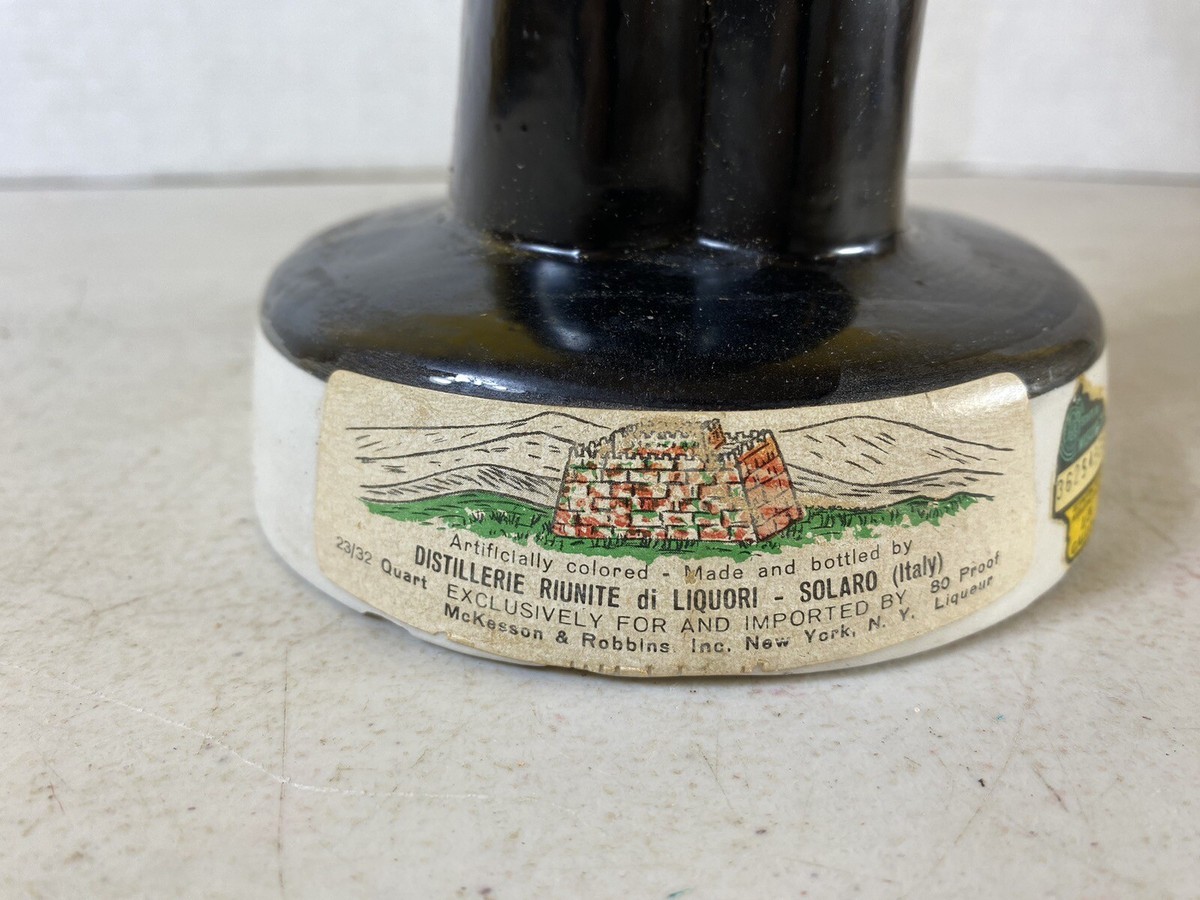 Artificially colored - Made and bottled by
DISTILLERIE RIUNITE di LIQUORI - SOLARO (Italy)
23/32 Quart EXCLUSIVELY FOR AND IMPORTED BY 80 Proof
McKesson & Robbins, Inc. New York, N. Y. Liqueur